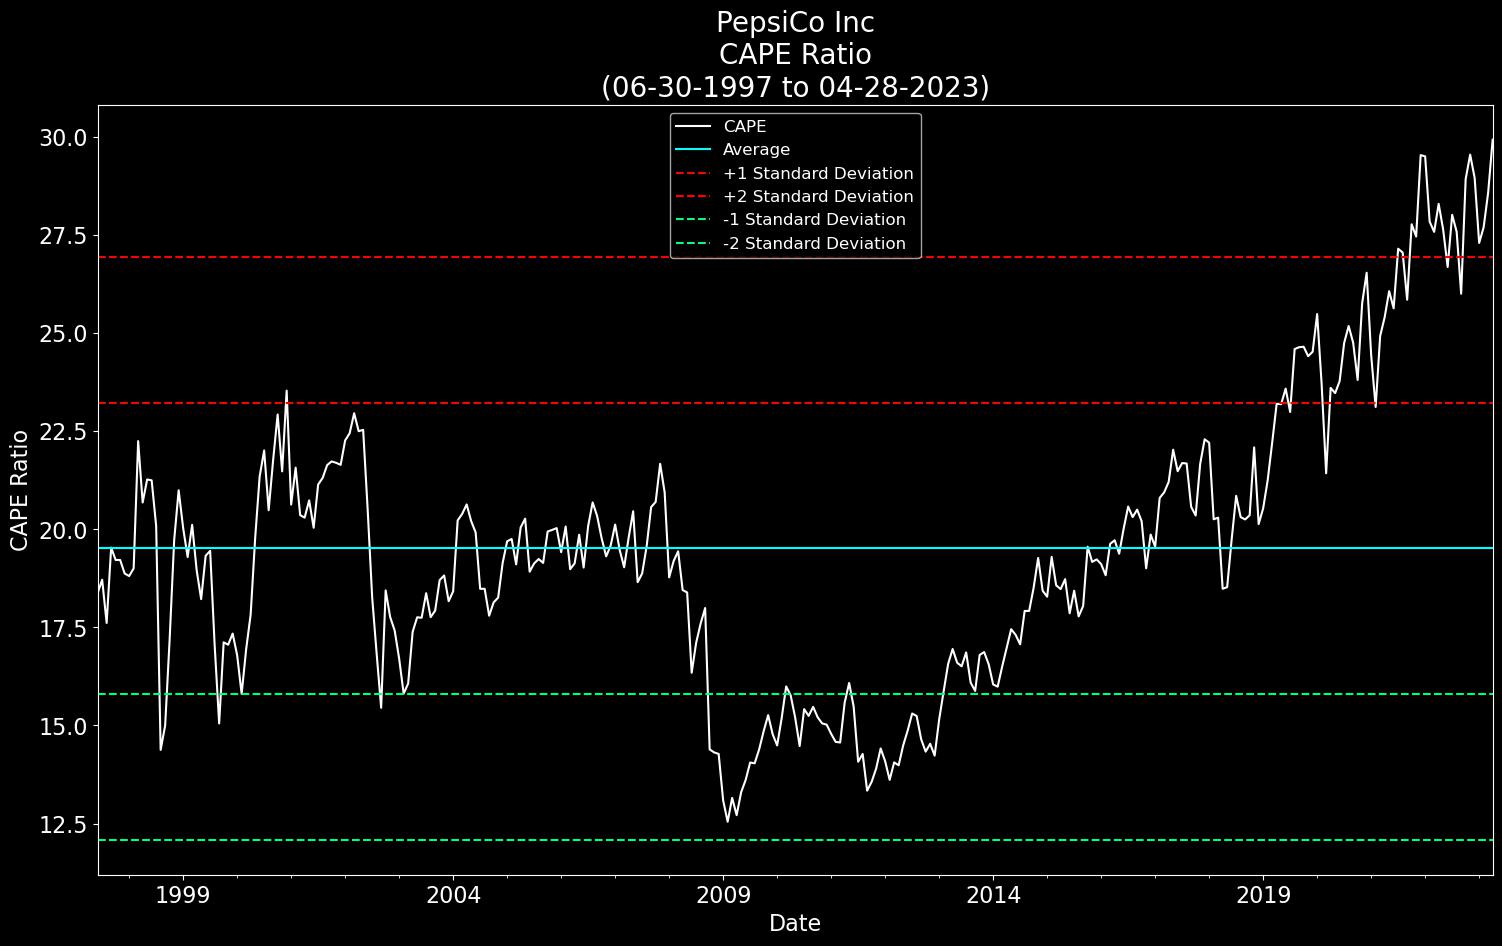 PepsiCo Inc
CAPE Ratio
(06-30-1997 to 04-28-2023)
CAPE
Average
+1 Standard Deviation
+2 Standard Deviation
-1 Standard Deviation
-2 Standard Deviation
CAPE Ratio
30.0
27.5
25.0
22.5
20.0
17.5
15.0
12.5
1999
2004
2009
2014
2019
Date